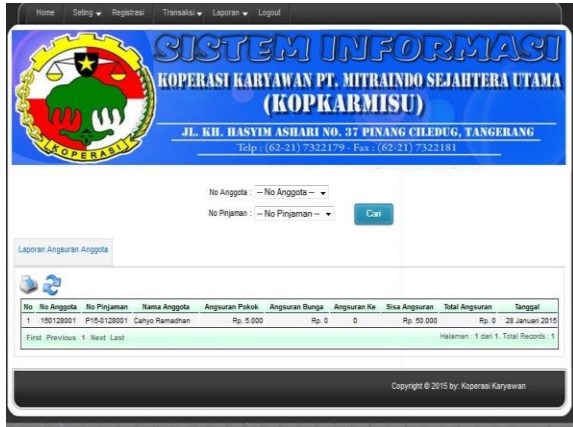 Home Seting Registrasi Transaksi Laporan Logout
SISTEM INFORMASI
KOPERASI KARYAWAN PT. MITRAINDO SEJAHTERA UTAMA
(KOPKARMISU)
JL. KH. HASYIM ASHARI NO. 37 PINANG CILEDUG, TANGERANG
Telp : (62-21) 7322179 - Fax : (62-21) 7322181
KOPERASI
No Anggota : -- No Anggota --
No Pinjaman : -- No Pinjaman -- Cari
Laporan Angsuran Anggota
No No Anggota No Pinjaman Nama Anggota Angsuran Pokok Angsuran Bunga Angsuran Ke Sisa Angsuran Total Angsuran Tanggal
1 150128001 P15-0128001 Cahyo Ramadhan Rp. 5.000 Rp. 0 0 Rp. 50.000 Rp. 0 28 Januari 2015
First Previous 1 Next Last Halaman : 1 dari 1. Total Records : 1
Copyright © 2015 by: Koperasi Karyawan